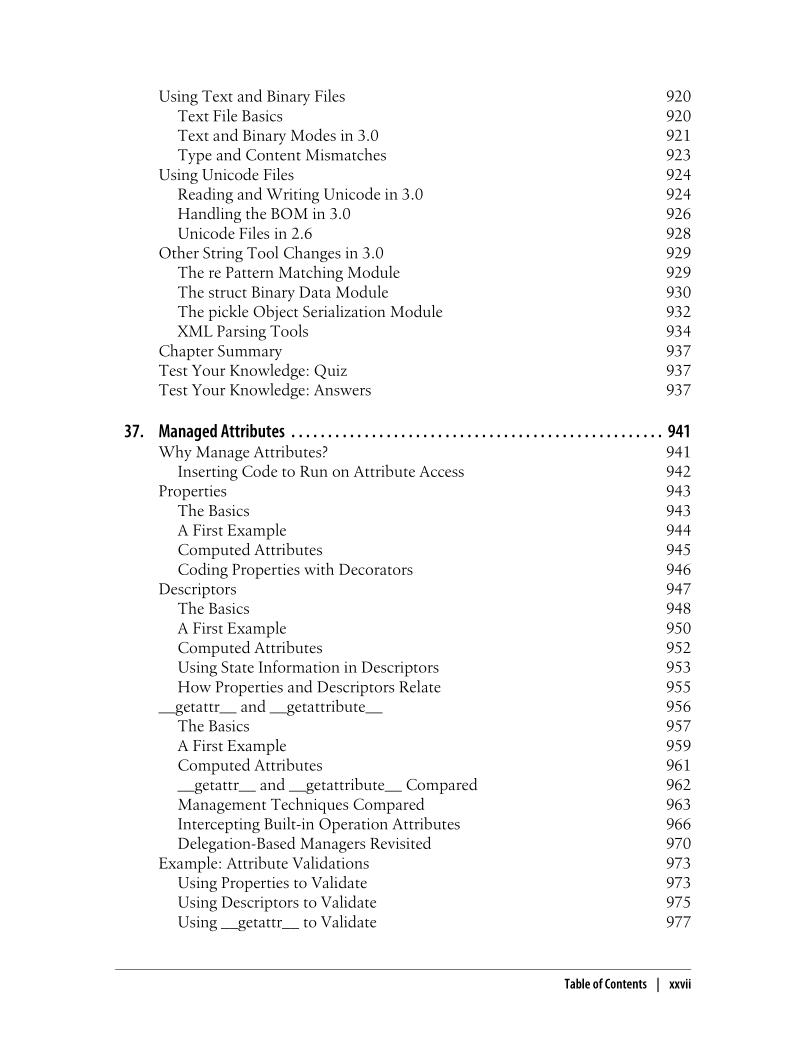 Using Text and Binary Files 920
Text File Basics 920
Text and Binary Modes in 3.0 921
Type and Content Mismatches 923
Using Unicode Files 924
Reading and Writing Unicode in 3.0 924
Handling the BOM in 3.0 926
Unicode Files in 2.6 928
Other String Tool Changes in 3.0 929
The re Pattern Matching Module 929
The struct Binary Data Module 930
The pickle Object Serialization Module 932
XML Parsing Tools 934
Chapter Summary 937
Test Your Knowledge: Quiz 937
Test Your Knowledge: Answers 937
37. Managed Attributes . . . . . . . . . . . . . . . . . . . . . . . . . . . . . . . . . . . . . . . . . . . . . . . . . . . 941
Why Manage Attributes? 941
Inserting Code to Run on Attribute Access 942
Properties 943
The Basics 943
A First Example 944
Computed Attributes 945
Coding Properties with Decorators 946
Descriptors 947
The Basics 948
A First Example 950
Computed Attributes 952
Using State Information in Descriptors 953
How Properties and Descriptors Relate 955
__getattr__ and __getattribute__ 956
The Basics 957
A First Example 959
Computed Attributes 961
__getattr__ and __getattribute__ Compared 962
Management Techniques Compared 963
Intercepting Built-in Operation Attributes 966
Delegation-Based Managers Revisited 970
Example: Attribute Validations 973
Using Properties to Validate 973
Using Descriptors to Validate 975
Using __getattr__ to Validate 977
Table of Contents | xxvii